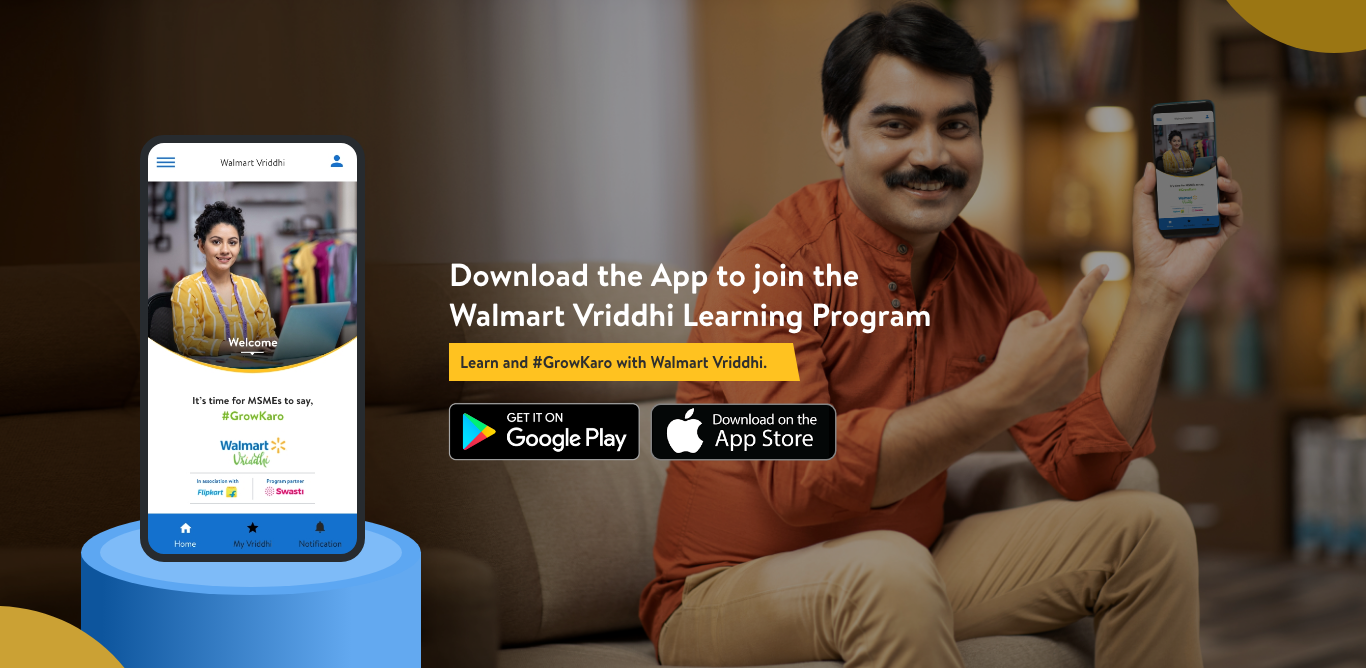 Walmart Vriddhi
Welcome
It's time for MSMEs to say,
#GrowKaro
Walmart
Vriddhi
In association with
Flipkart
Program partner
Swasti
Home
My Vriddhi
Notification
Download the App to join the
Walmart Vriddhi Learning Program
Learn and #GrowKaro with Walmart Vriddhi.
GET IT ON
Google Play
Download on the
App Store